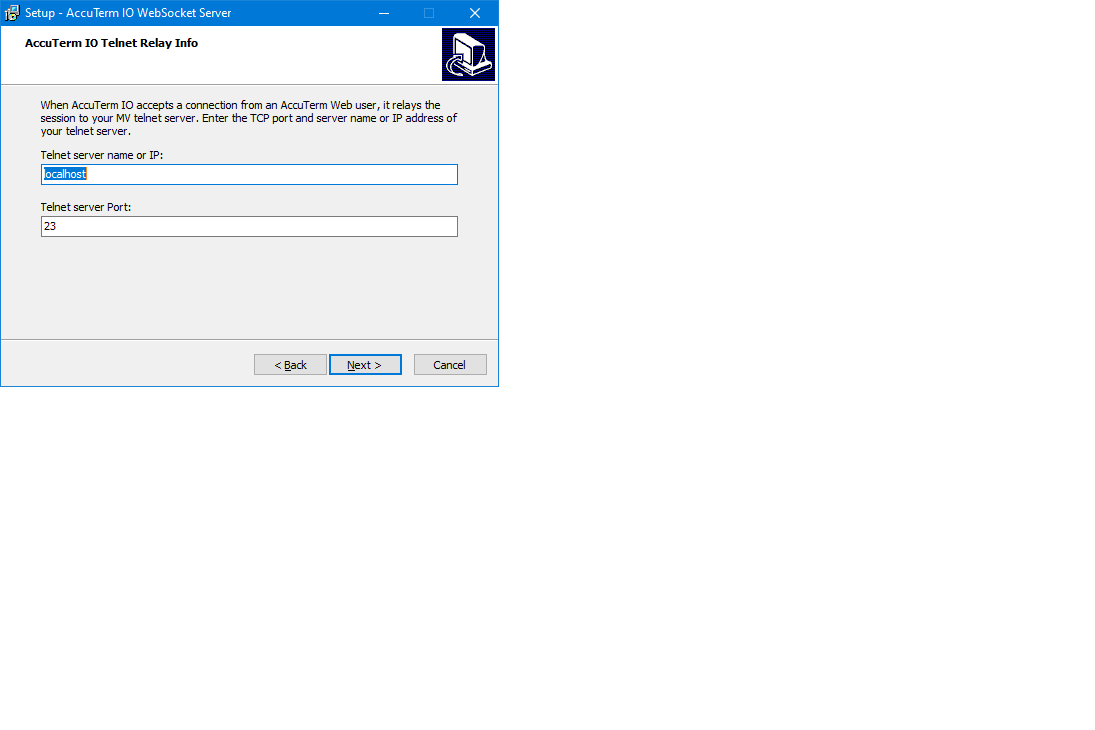 Setup - AccuTerm IO WebSocket Server
AccuTerm IO Telnet Relay Info
When AccuTerm IO accepts a connection from an AccuTerm Web user, it relays the
session to your MV telnet server. Enter the TCP port and server name or IP address of
your telnet server.
Telnet server name or IP:
localhost
Telnet server Port:
23
< Back
Next >
Cancel